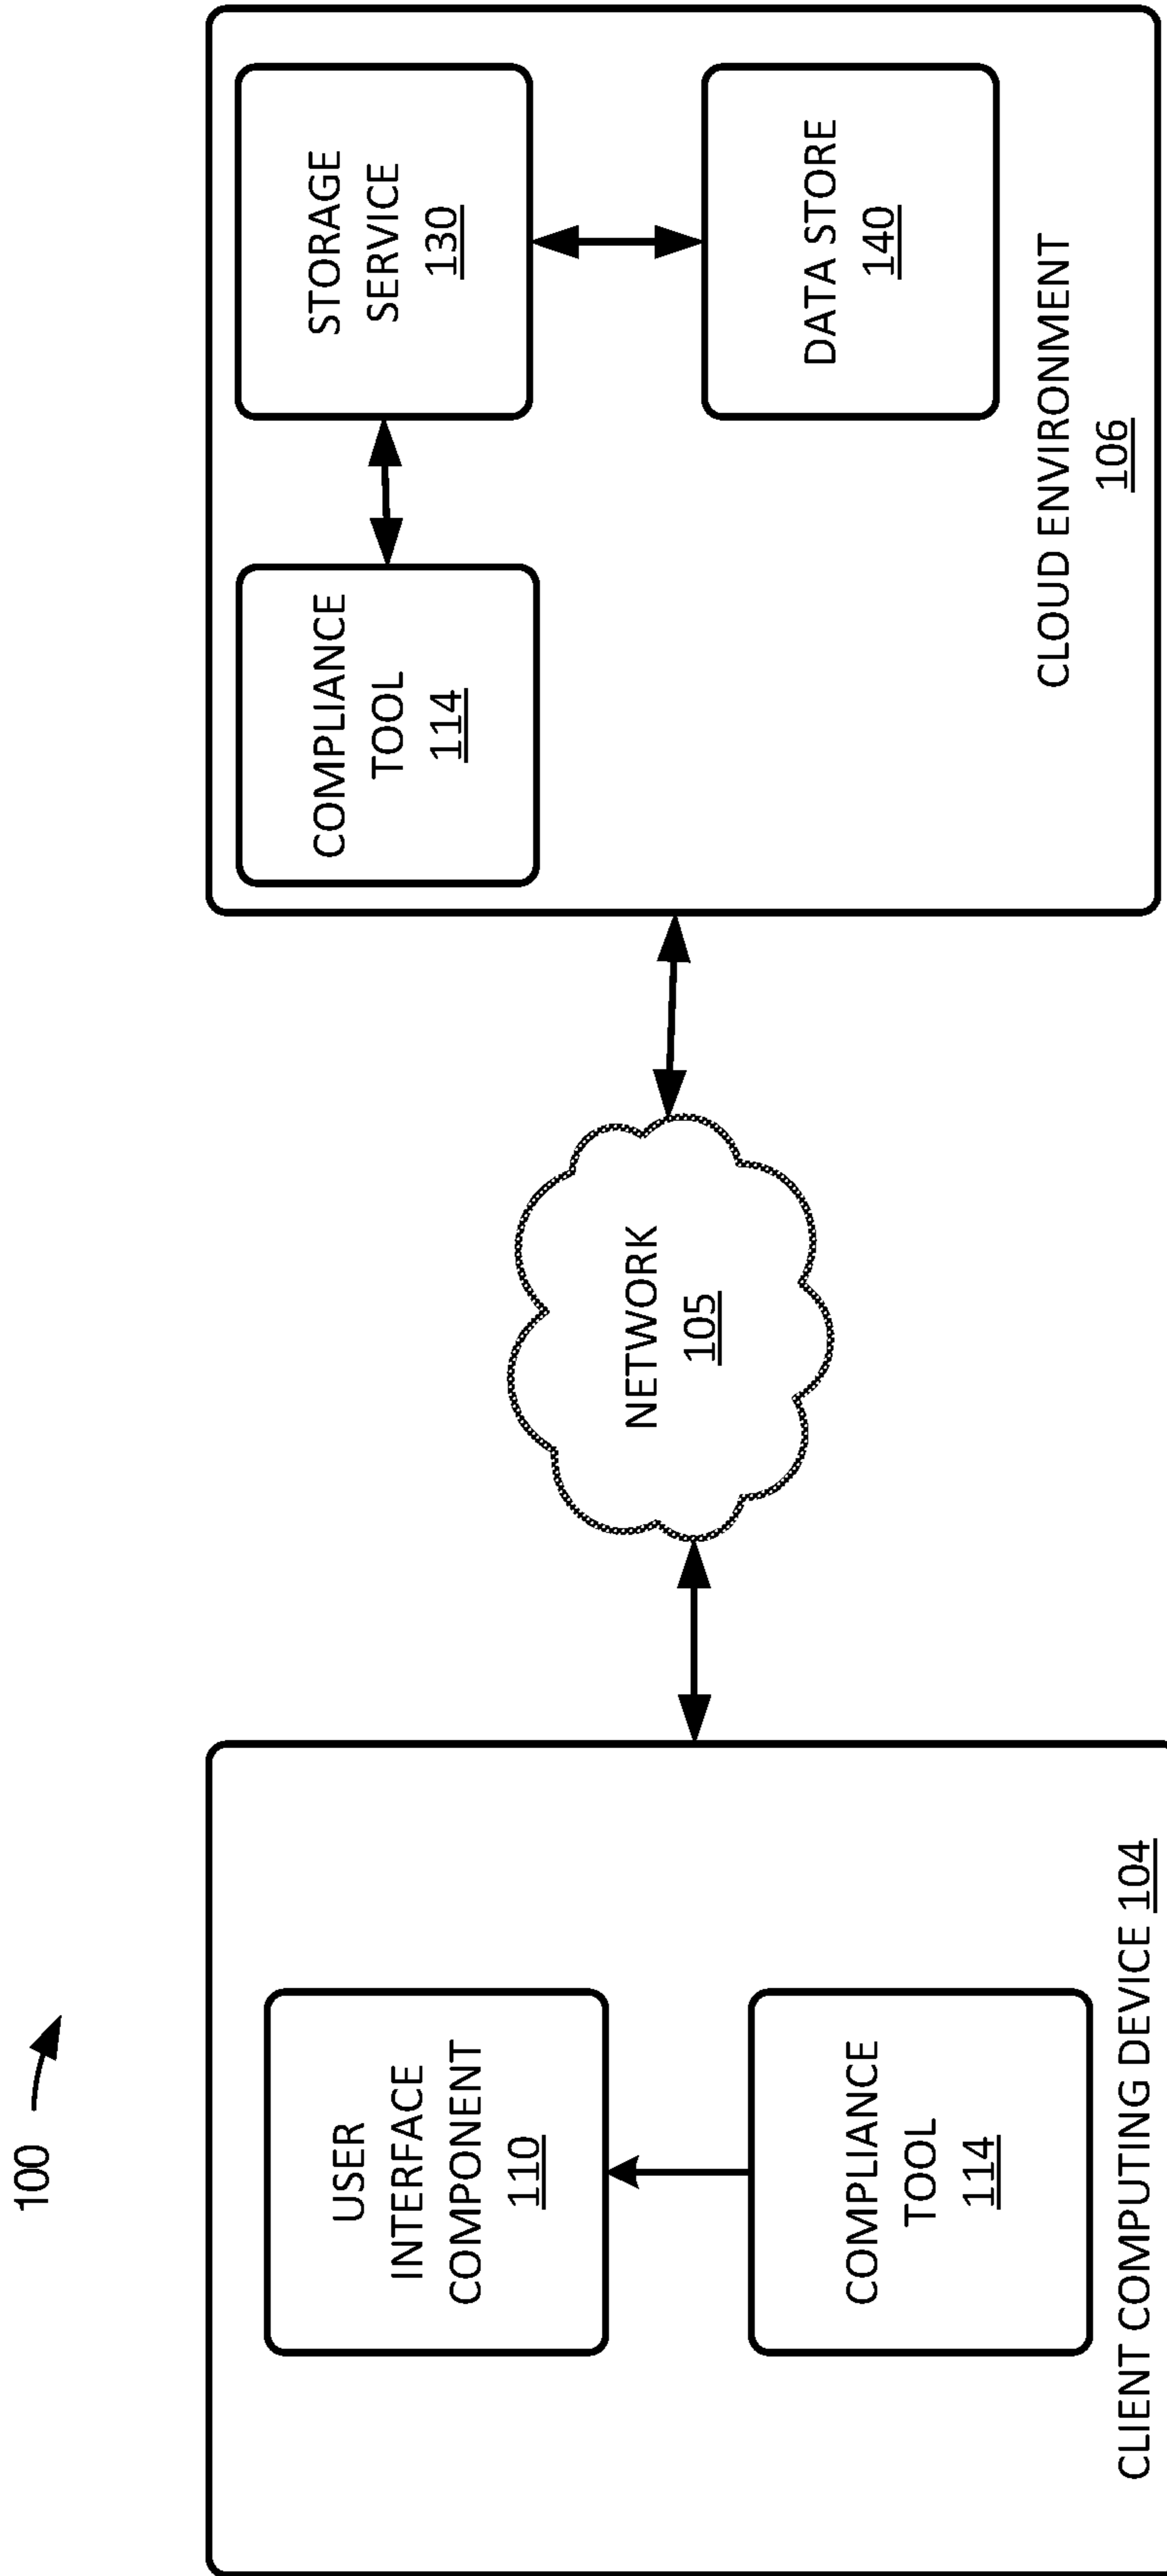 100
USER
INTERFACE
COMPONENT
110
COMPLIANCE
TOOL
114
CLIENT COMPUTING DEVICE 104
NETWORK
105
COMPLIANCE
TOOL
114
STORAGE
SERVICE
130
DATA STORE
140
CLOUD ENVIRONMENT
106